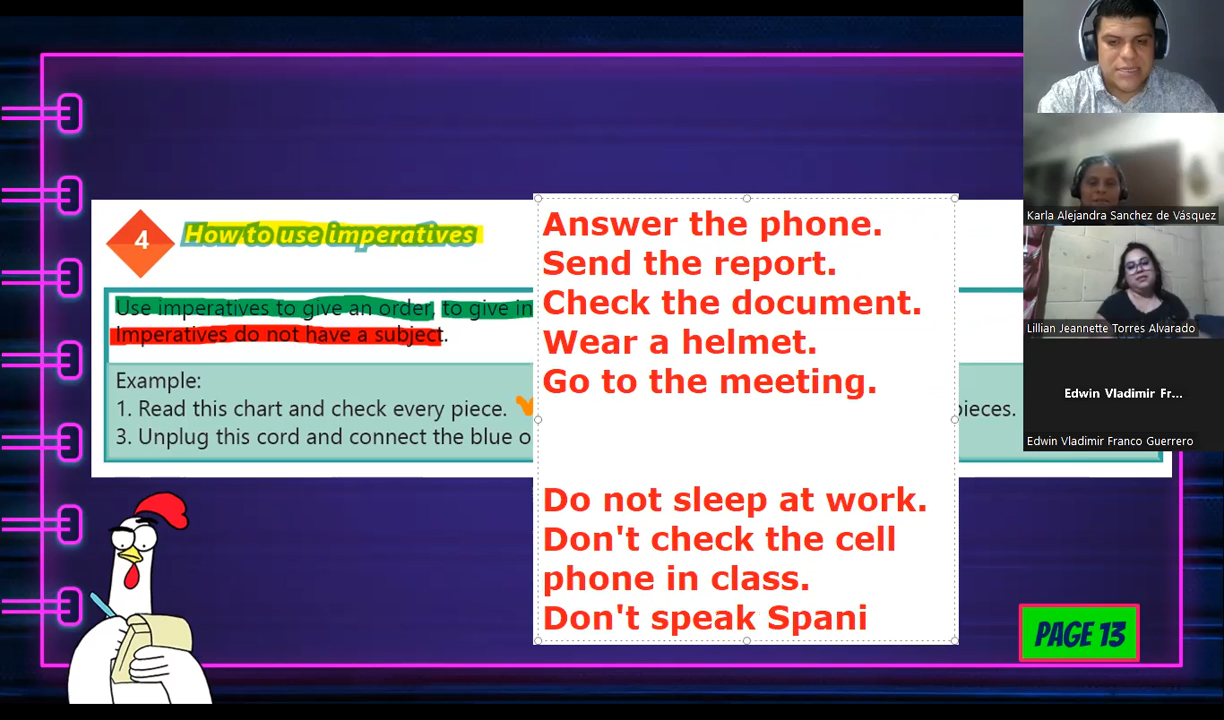 4
How to use imperatives
Use imperatives to give an order, to give in
Imperatives do not have a subject.
Example:
1. Read this chart and check every piece.
pieces.
3. Unplug this cord and connect the blue o
Answer the phone.
Send the report.
Check the document.
Wear a helmet.
Go to the meeting.
Do not sleep at work.
Don't check the cell
phone in class.
Don't speak Spani
PAGE 13
Karla Alejandra Sanchez de Vásquez
Lillian Jeannette Torres Alvarado
Edwin Vladimir Fr...
Edwin Vladimir Franco Guerrero